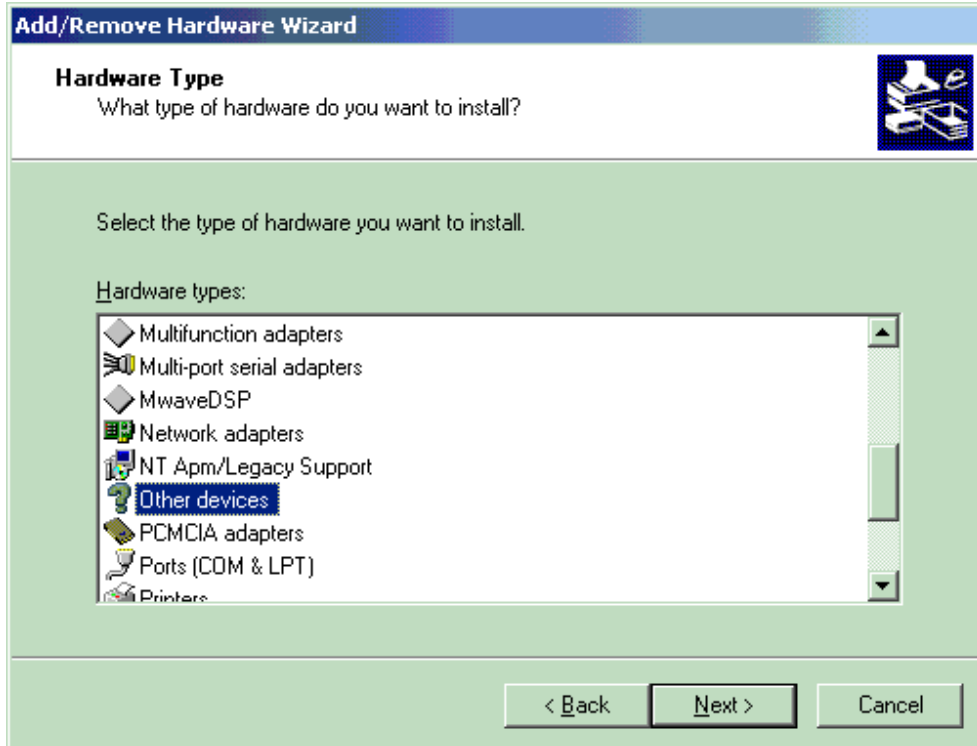 Add/Remove Hardware Wizard
Hardware Type
What type of hardware do you want to install?
Select the type of hardware you want to install.
Hardware types:
Multifunction adapters
Multi-port serial adapters
MwaveDSP
Network adapters
NT Apm/Legacy Support
Other devices
PCMCIA adapters
Ports (COM & LPT)
Printers
< Back Next > Cancel